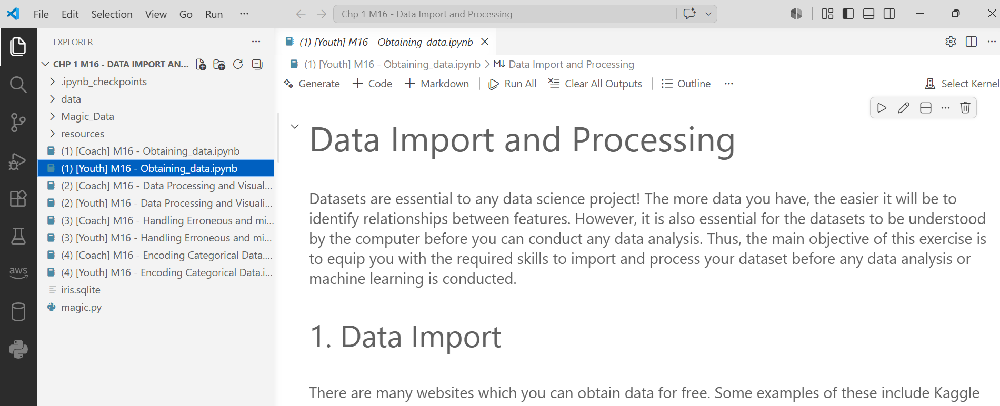 File Edit Selection View Go Run ···
Chp 1 M16 - Data Import and Processing
EXPLORER ···
CHP 1 M16 - DATA IMPORT AN...
.ipynb_checkpoints
data
Magic_Data
resources
(1) [Coach] M16 - Obtaining_data.ipynb
(1) [Youth] M16 - Obtaining_data.ipynb
(2) [Coach] M16 - Data Processing and Visual...
(2) [Youth] M16 - Data Processing and Visuali...
(3) [Coach] M16 - Handling Erroneous and mi...
(3) [Youth] M16 - Handling Erroneous and mi...
(4) [Coach] M16 - Encoding Categorical Data....
(4) [Youth] M16 - Encoding Categorical Data.i...
iris.sqlite
magic.py
aws
(1) [Youth] M16 - Obtaining_data.ipynb
(1) [Youth] M16 - Obtaining_data.ipynb > M↓ Data Import and Processing
Generate + Code + Markdown | Run All Clear All Outputs | Outline ··· Select Kernel
Data Import and Processing
Datasets are essential to any data science project! The more data you have, the easier it will be to
identify relationships between features. However, it is also essential for the datasets to be understood
by the computer before you can conduct any data analysis. Thus, the main objective of this exercise is
to equip you with the required skills to import and process your dataset before any data analysis or
machine learning is conducted.
1. Data Import
There are many websites which you can obtain data for free. Some examples of these include Kaggle